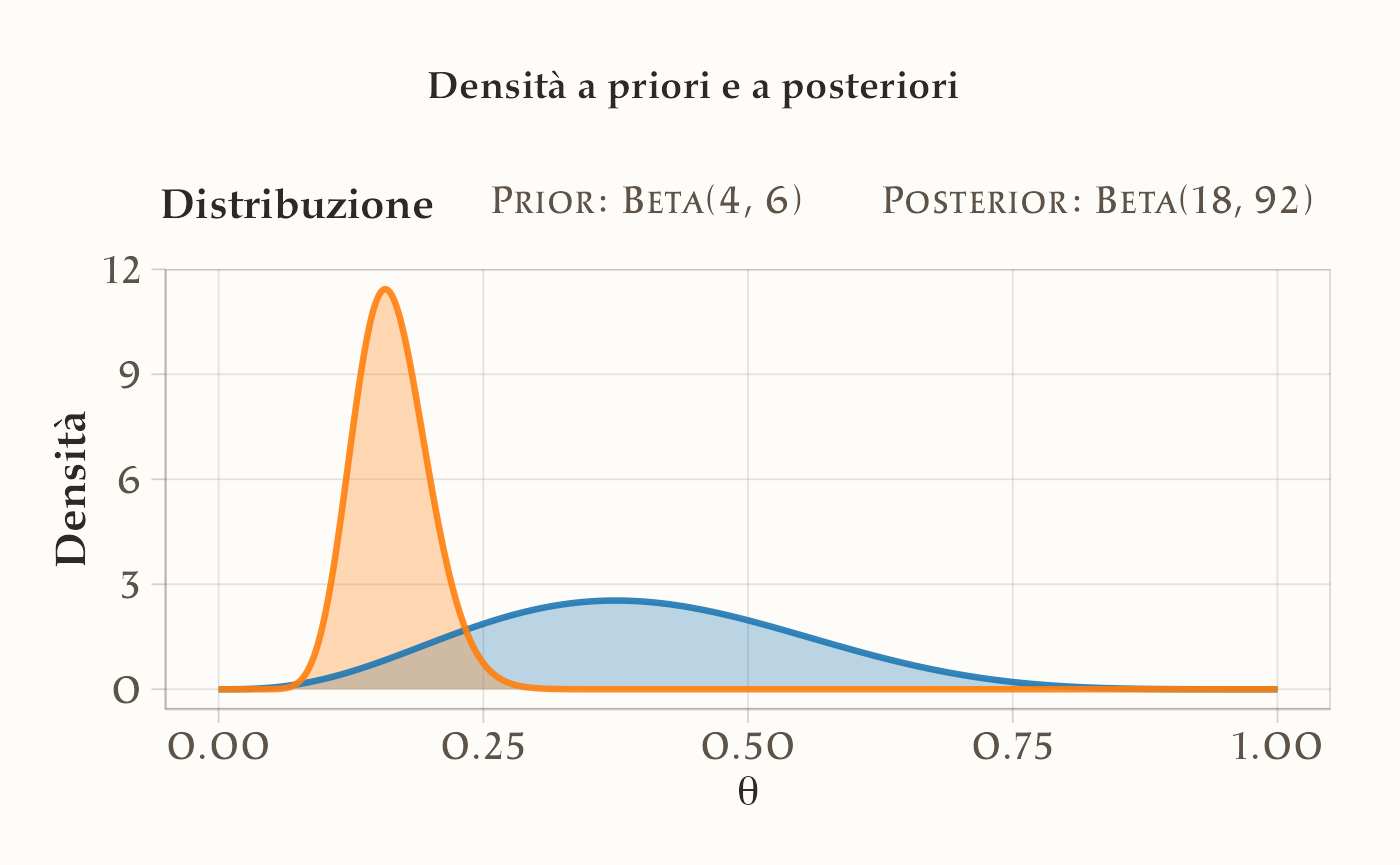 Densità a priori e a posteriori
Distribuzione Prior: Beta(4, 6) Posterior: Beta(18, 92)
12
9
6
3
0
Densità
0.00 0.25 0.50 0.75 1.00
θ